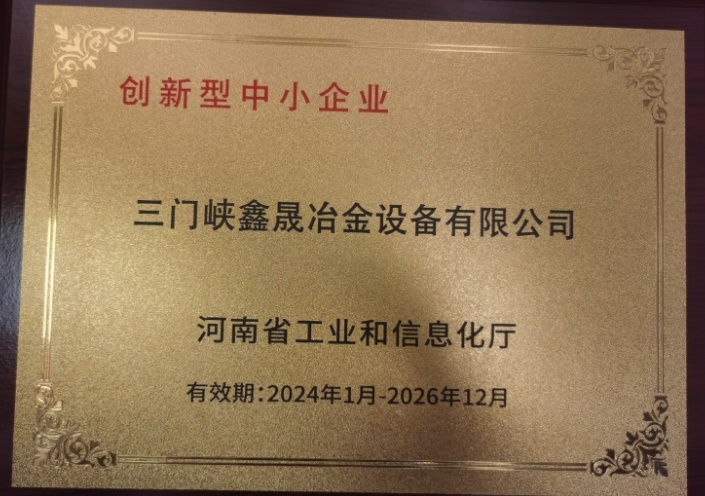 创新型中小企业
三门峡鑫晟冶金设备有限公司
河南省工业和信息化厅
有效期:2024年1月-2026年12月